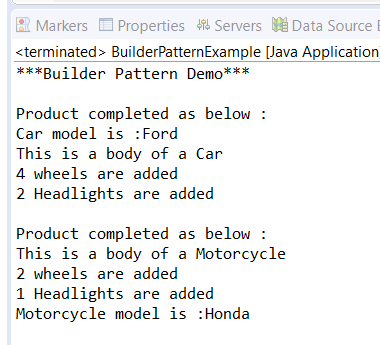 Markers Properties Servers Data Source
<terminated> BuilderPatternExample [Java Application
***Builder Pattern Demo***
Product completed as below :
Car model is :Ford
This is a body of a Car
4 wheels are added
2 Headlights are added
Product completed as below :
This is a body of a Motorcycle
2 wheels are added
1 Headlights are added
Motorcycle model is :Honda